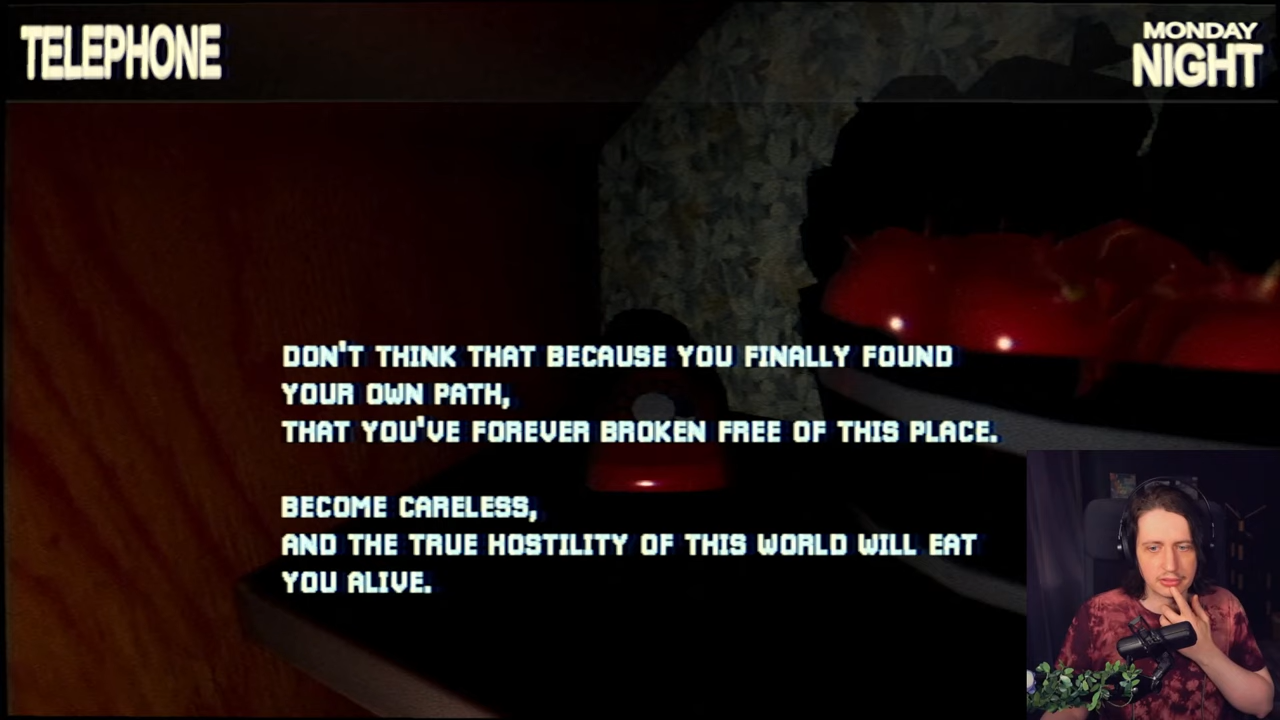 TELEPHONE
MONDAY
NIGHT
DON'T THINK THAT BECAUSE YOU FINALLY FOUND
YOUR OWN PATH,
THAT YOU'VE FOREVER BROKEN FREE OF THIS PLACE.
BECOME CARELESS,
AND THE TRUE HOSTILITY OF THIS WORLD WILL EAT
YOU ALIVE.